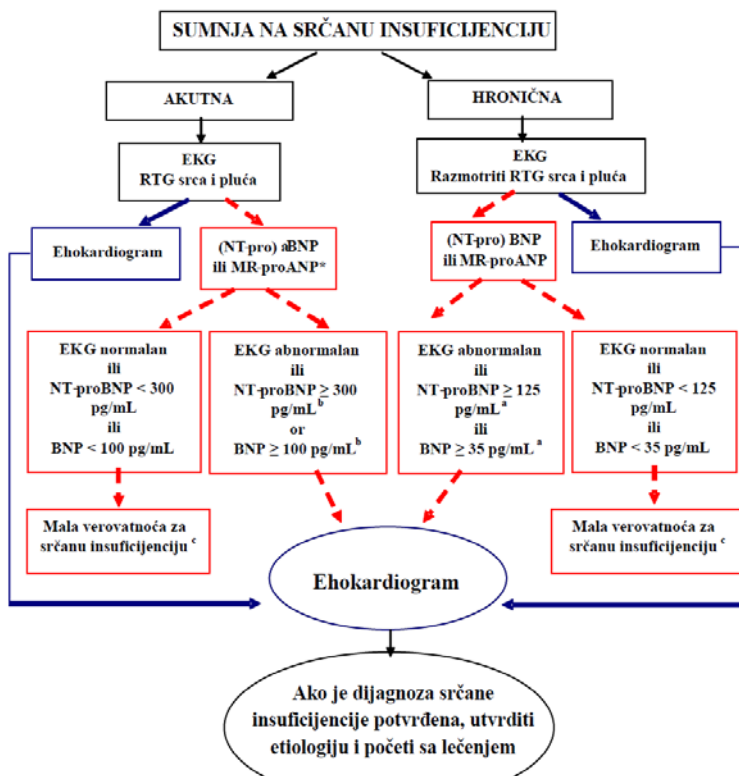 SUMNJA NA SRČANU INSUFICIJENCIJU
AKUTNA
HRONIČNA
EKG
RTG srca i pluća
EKG
Razmotriti RTG srca i pluća
Ehokardiogram
(NT-pro) aBNP
ili MR-proANP*
(NT-pro) BNP
ili MR-proANP
Ehokardiogram
EKG normalan
ili
NT-proBNP < 300
pg/mL
ili
BNP < 100 pg/mL
EKG abnormalan
ili
NT-proBNP ≥ 300
pg/mL b
or
BNP ≥ 100 pg/mL b
EKG abnormalan
ili
NT-proBNP ≥ 125
pg/mL a
ili
BNP ≥ 35 pg/mL a
EKG normalan
ili
NT-proBNP < 125
pg/mL
ili
BNP < 35 pg/mL
Mala verovatnoća za
srčanu insuficijenciju c
Mala verovatnoća za
srčanu insuficijenciju c
Ehokardiogram
Ako je dijagnoza srčane
insuficijencije potvrđena, utvrditi
etiologiju i početi sa lečenjem